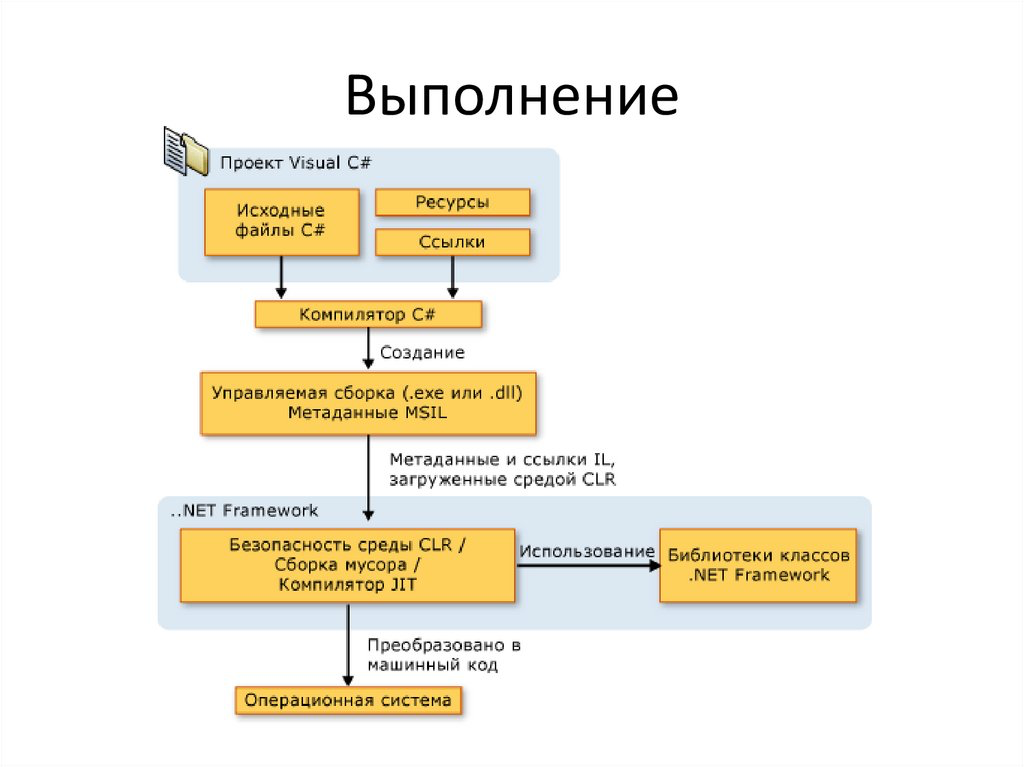 Выполнение
Проект Visual C#
Исходные
файлы C#
Ресурсы
Ссылки
Компилятор C#
Создание
Управляемая сборка (.exe или .dll)
Метаданные MSIL
Метаданные и ссылки IL,
загруженные средой CLR
..NET Framework
Безопасность среды CLR /
Сборка мусора /
Компилятор JIT
Использование
Библиотеки классов
.NET Framework
Преобразовано в
машинный код
Операционная система